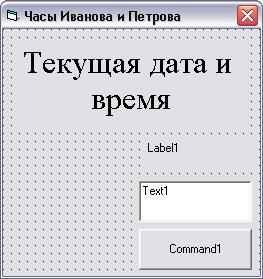 Часы Иванова и Петрова
Текущая дата и
время
Label1
Text1
Command1